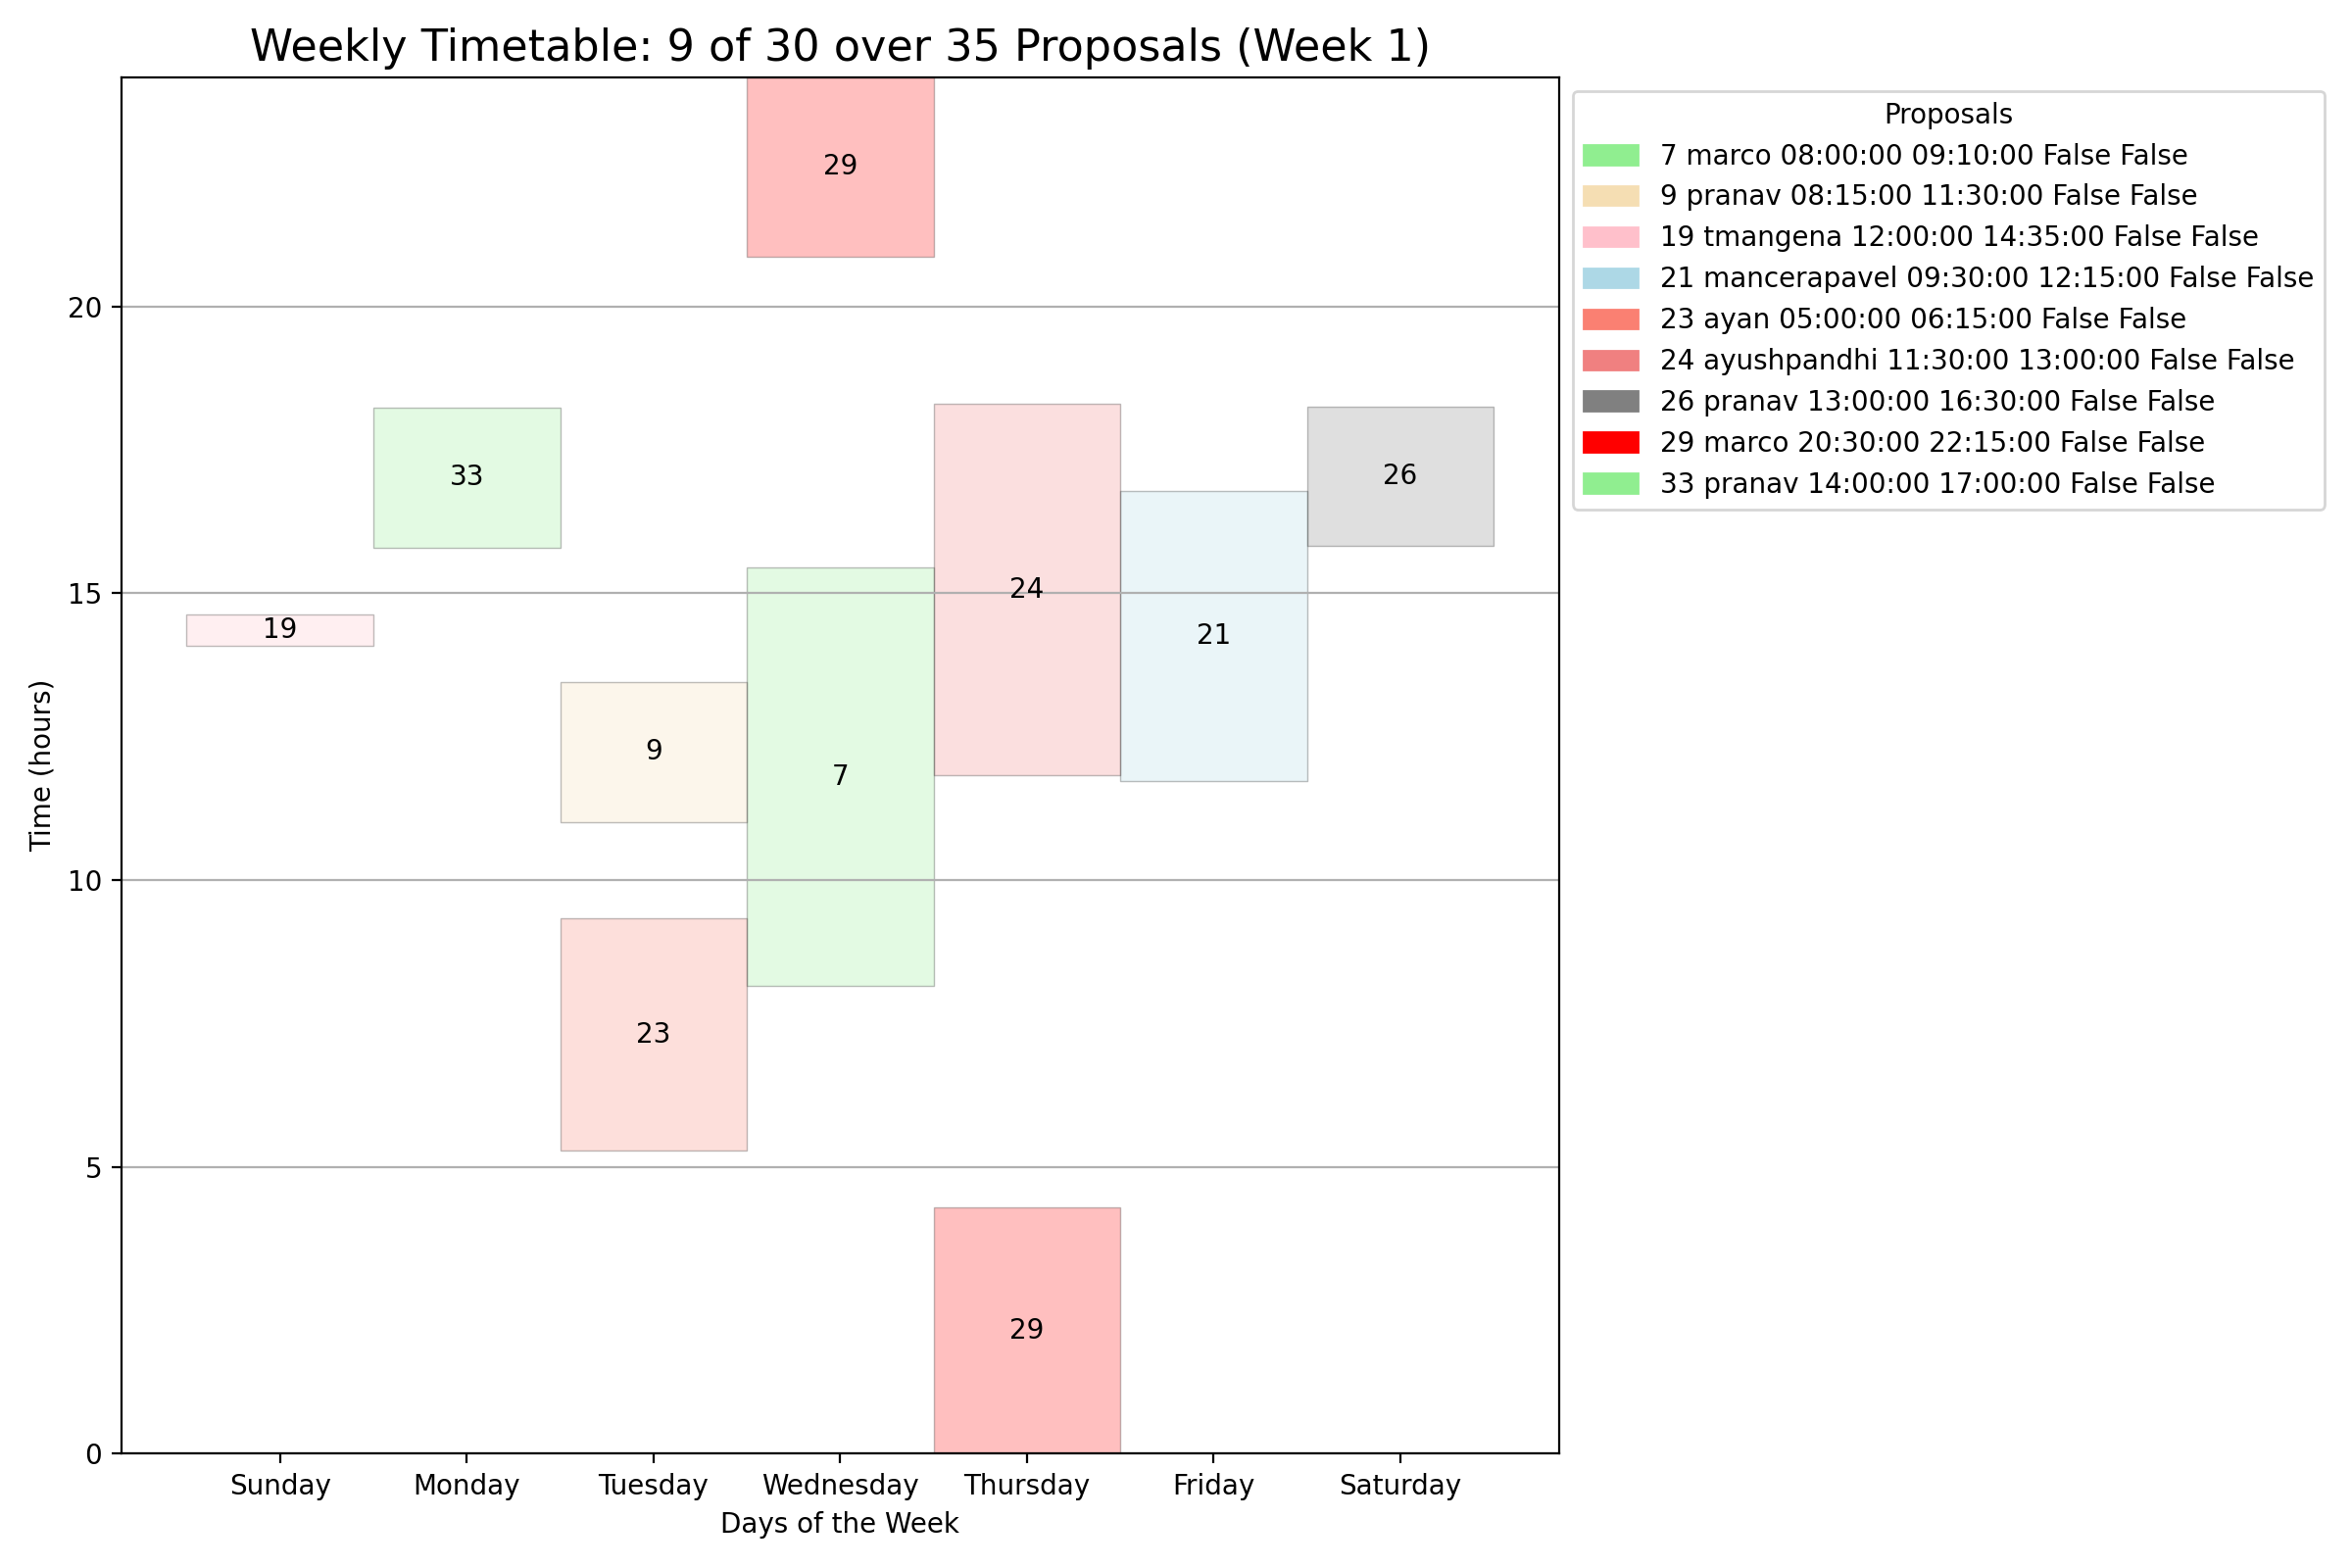 Weekly Timetable: 9 of 30 over 35 Proposals (Week 1)
Proposals
7 marco 08:00:00 09:10:00 False False
9 pranav 08:15:00 11:30:00 False False
19 tmangena 12:00:00 14:35:00 False False
21 mancerapavel 09:30:00 12:15:00 False False
23 ayan 05:00:00 06:15:00 False False
24 ayushpandhi 11:30:00 13:00:00 False False
26 pranav 13:00:00 16:30:00 False False
29 marco 20:30:00 22:15:00 False False
33 pranav 14:00:00 17:00:00 False False
29
20
33
26
15
24
19
21
9
7
10
23
5
29
0
Time (hours)
Sunday Monday Tuesday Wednesday Thursday Friday Saturday
Days of the Week